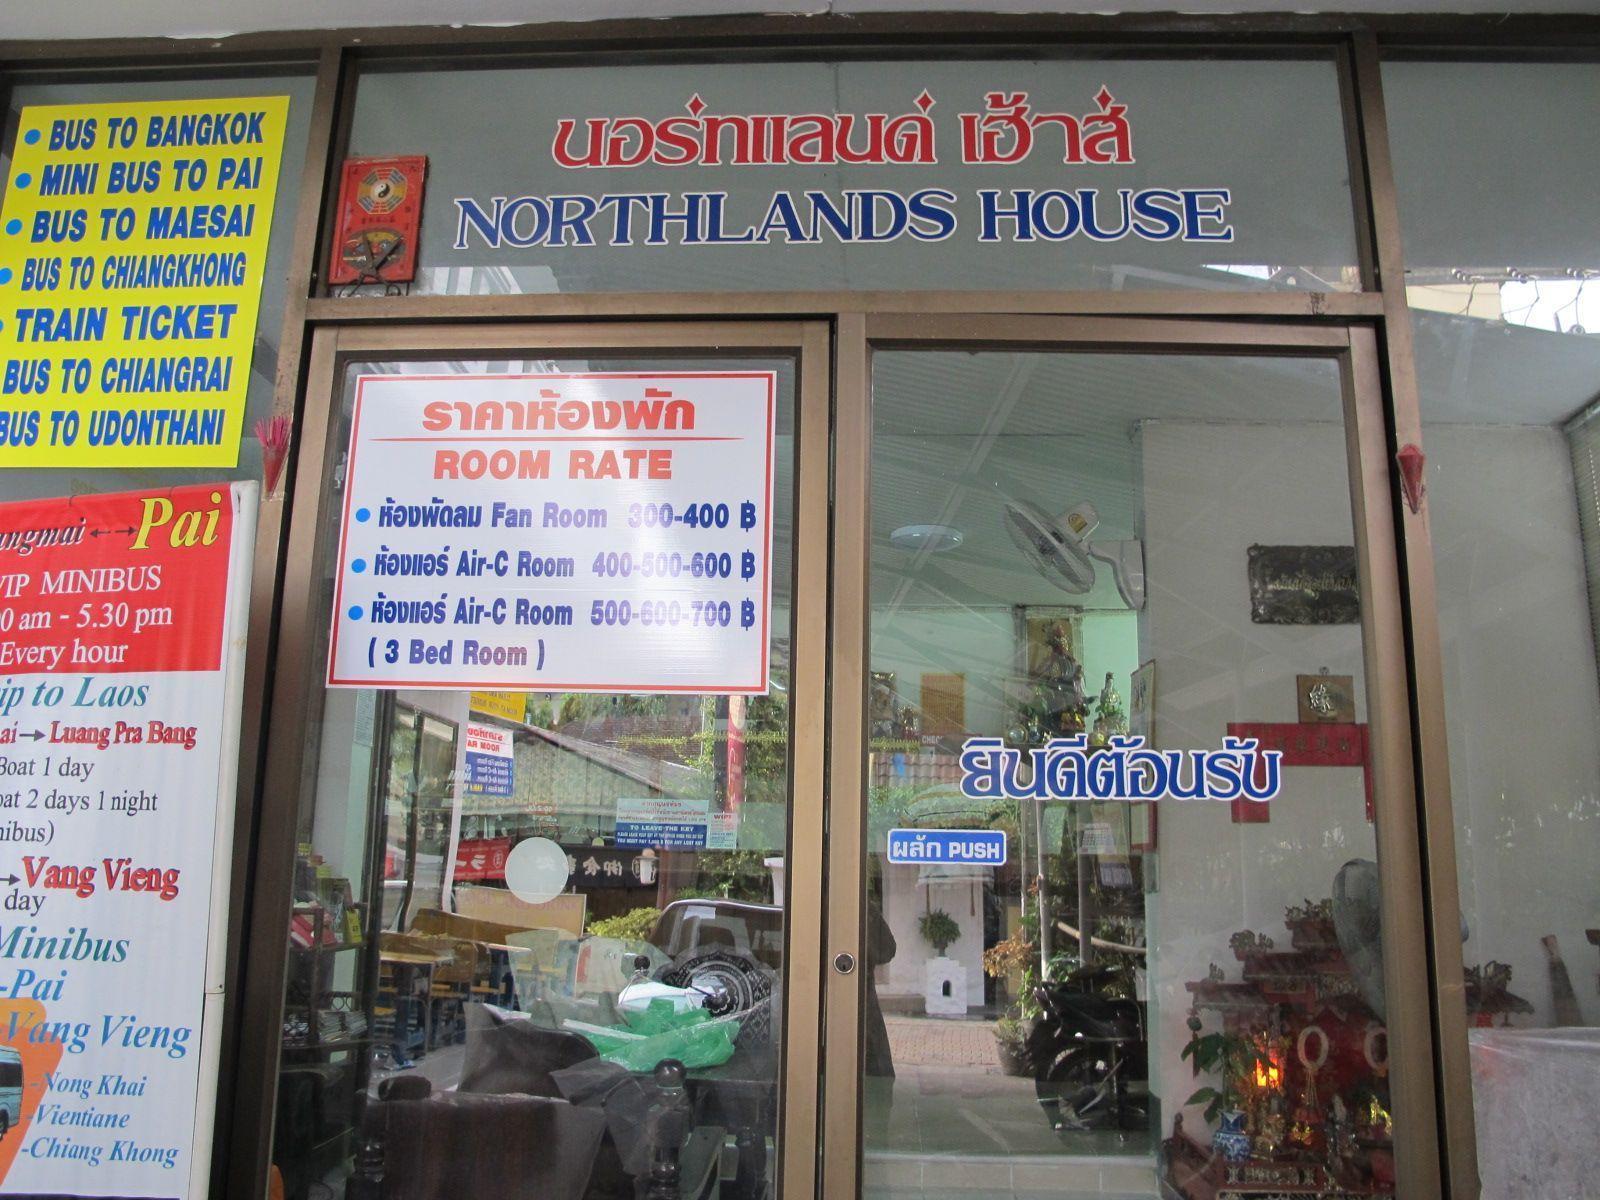 BUS TO BANGKOK
MINI BUS TO PAI
BUS TO MAESAI
BUS TO CHIANGKHONG
TRAIN TICKET
BUS TO CHIANGRAI
BUS TO UDONTHANI
นอร์ทแลนด์ เฮ้าส์
NORTHLANDS HOUSE
ราคาห้องพัก
ROOM RATE
ห้องพัดลม Fan Room 300-400 ฿
ห้องแอร์ Air-C Room 400-500-600 ฿
ห้องแอร์ Air-C Room 500-600-700 ฿
( 3 Bed Room )
ยินดีต้อนรับ
ผลัก PUSH
TO LEAVE THE KEY
Pai
VIP MINIBUS
am - 5.30 pm
Every hour
to Laos
→ Luang Pra Bang
Boat 1 day
2 days 1 night
→ Vang Vieng
day
Minibus
-Pai
-Vang Vieng
-Nong Khai
-Vientiane
-Chiang Khong